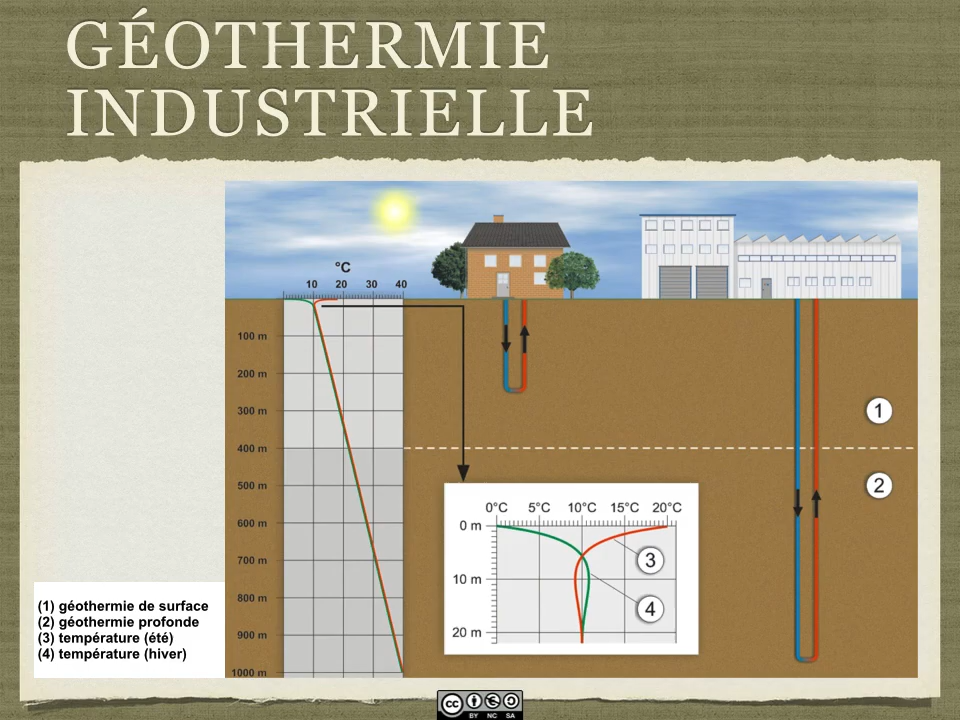 GÉOTHERMIE
INDUSTRIELLE
°C
10 20 30 40
100 m
200 m
300 m
400 m
500 m
600 m
700 m
800 m
900 m
1000 m
1
2
0°C 5°C 10°C 15°C 20°C
0 m
10 m
20 m
3
4
(1) géothermie de surface
(2) géothermie profonde
(3) température (été)
(4) température (hiver)
cc
BY NC SA